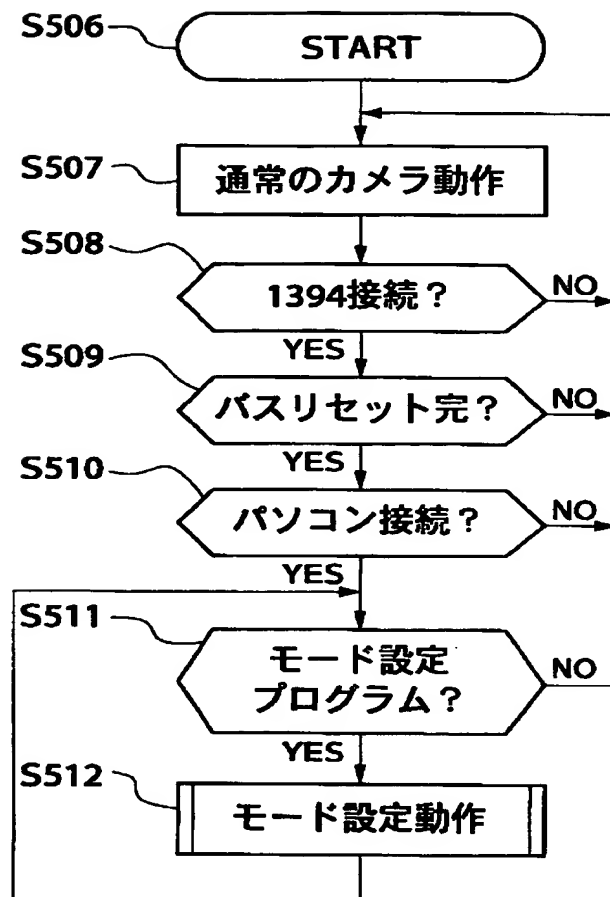 S506
START
S507
通常のカメラ動作
S508
1394接続？
NO
YES
S509
バスリセット完？
NO
YES
S510
パソコン接続？
NO
YES
S511
モード設定
プログラム？
NO
YES
S512
モード設定動作